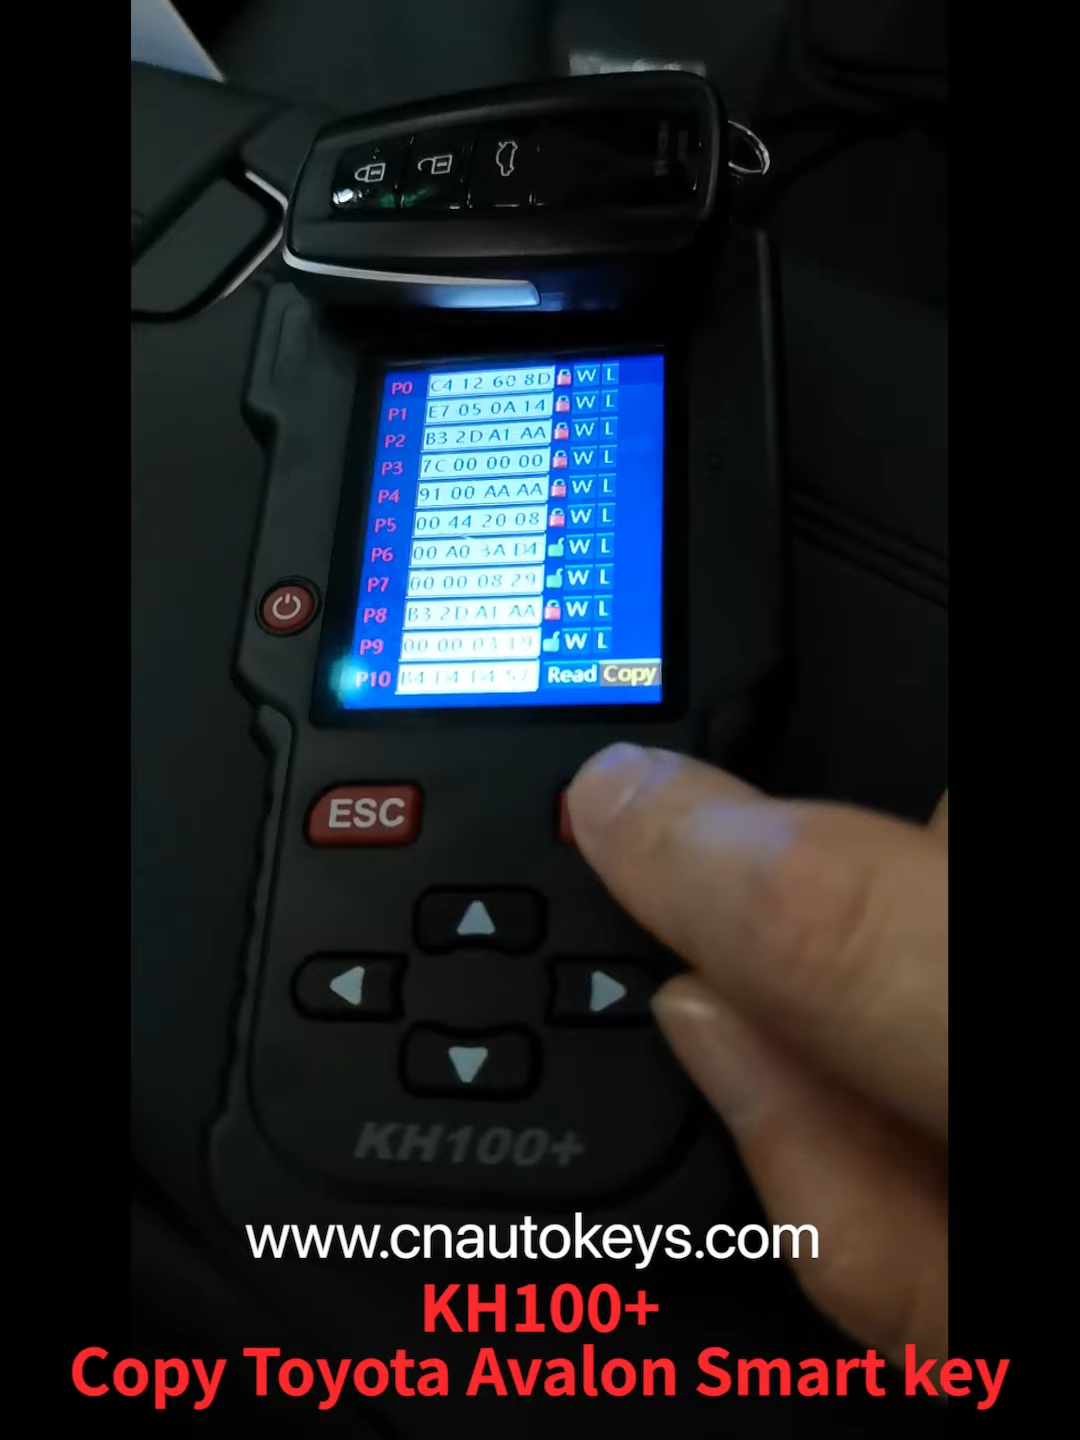 P0 C4 12 60 8D W L
P1 E7 05 0A 14 W L
P2 B3 2D A1 AA W L
P3 7C 00 00 00 W L
P4 91 00 AA AA W L
P5 00 44 20 08 W L
P6 00 A0 3A D4 W L
P7 00 00 08 29 W L
P8 B3 2D A1 AA W L
P9 00 00 03 19 W L
P10 B4 Read Copy
ESC
KH100+
www.cnautokeys.com
KH100+
Copy Toyota Avalon Smart key